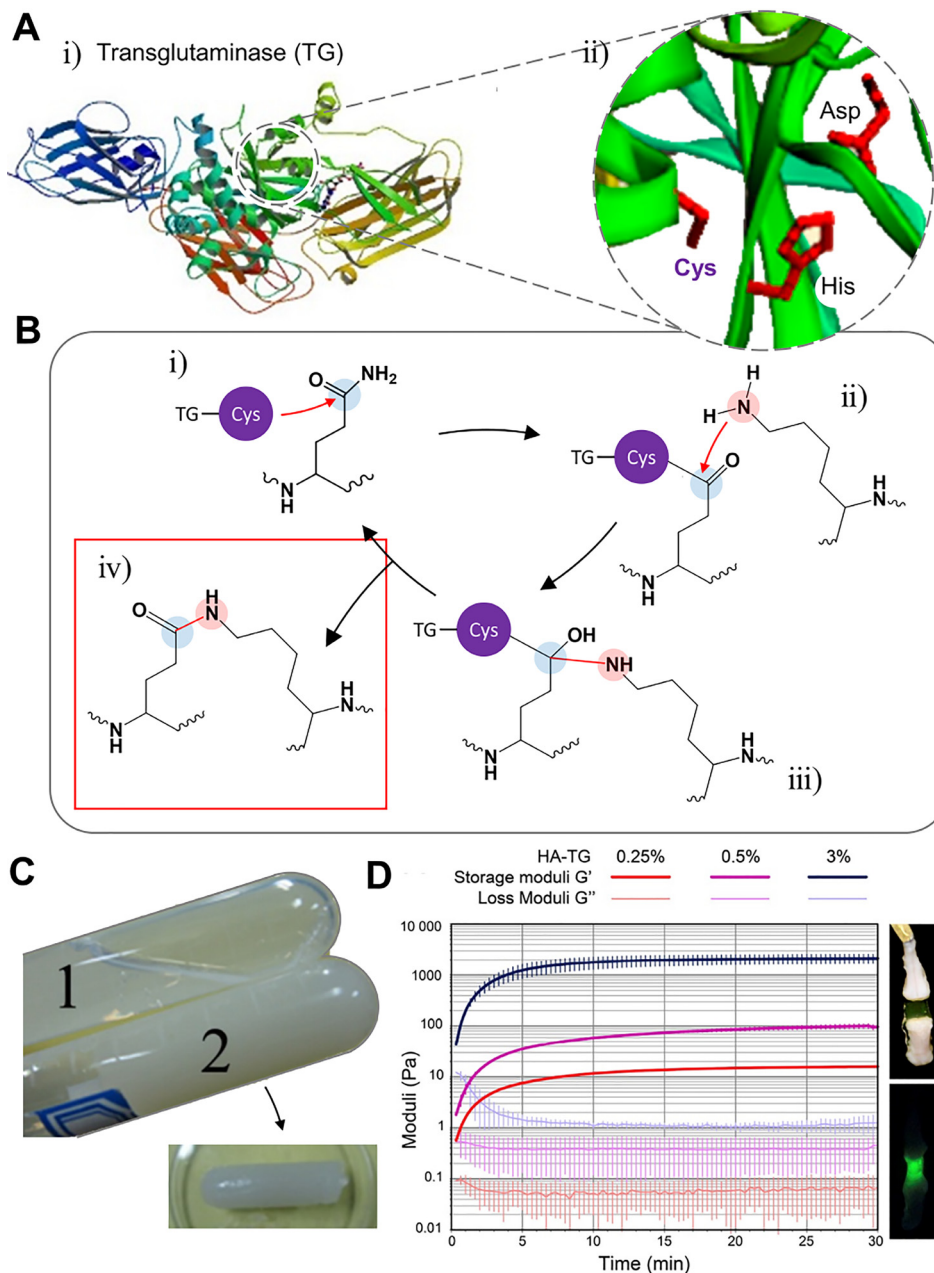 A
i) Transglutaminase (TG)
ii)
Asp
Cys
His
B
i)
O
NH₂
TG
Cys
N
H
ii)
H
H
N
TG
Cys
O
N
H
H
N
iii)
TG
Cys
OH
NH
N
H
H
N
iv)
O
H
N
N
H
H
N
C
1
2
D
HA-TG 0.25% 0.5% 3%
Storage moduli G'
Loss Moduli G''
Moduli (Pa)
10 000
1000
100
10
1
0.1
0.01
0 5 10 15 20 25 30
Time (min)